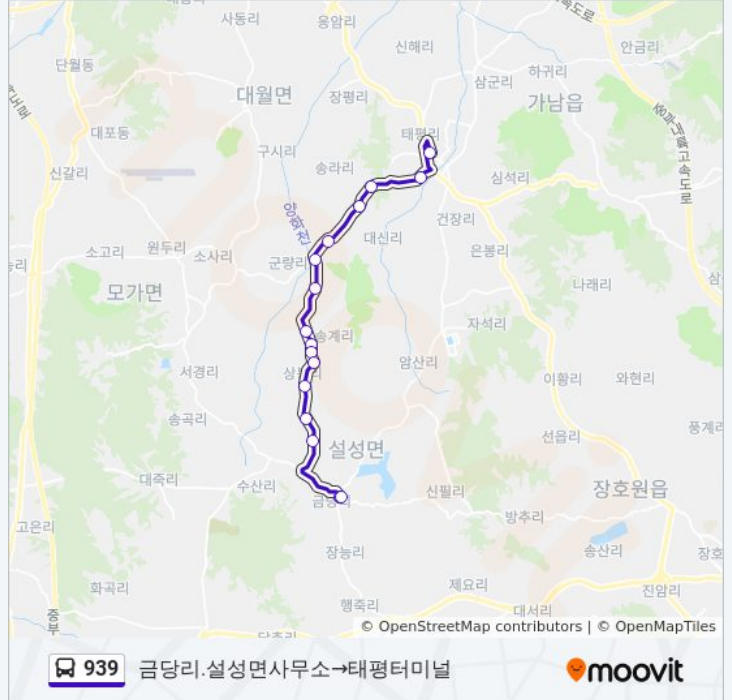 사동리
용암리
속도로
신해리
안금리
단월동
삼군리
하귀리
대월면
장평리
가남읍
대포동
태평리
구시리
송라리
신갈리
심석리
양화천
대신리
건장리
소고리
원두리
소사리
군량리
은봉리
모가면
나래리
송계리
자석리
서경리
암산리
이황리
와현리
송곡리
설성면
선읍리
풍계리
대죽리
수산리
신필리
장호원읍
고은리
방추리
장능리
송산리
화곡리
제요리
진암리
행죽리
대서리
중부
© OpenStreetMap contributors | © OpenMapTiles
939 금당리.설성면사무소→태평터미널 moovit